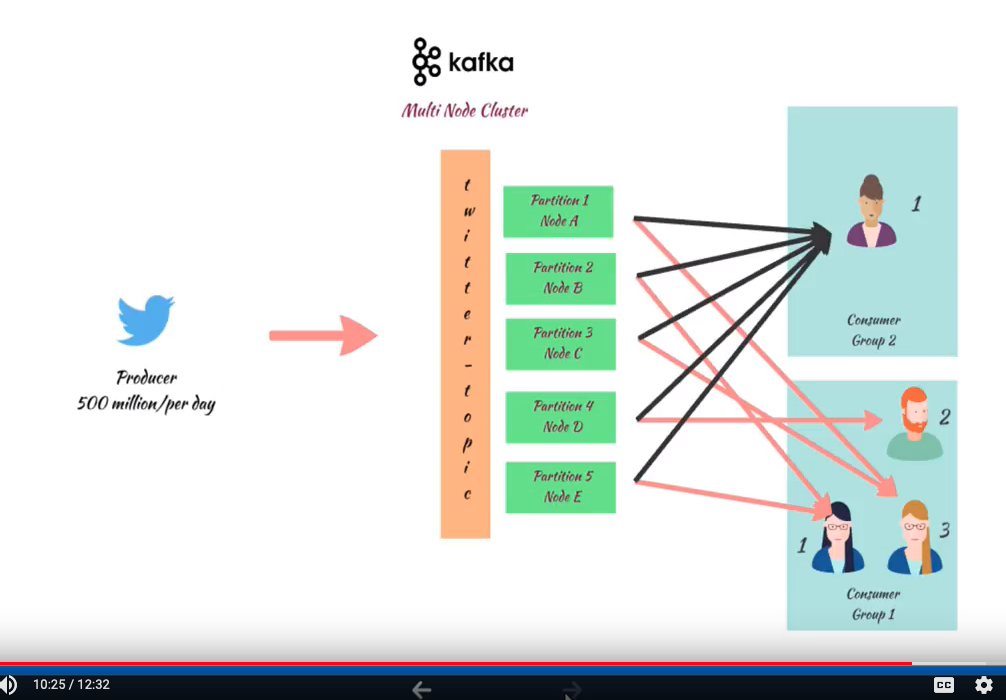 kafka
Multi Node Cluster
twitter-topic
Partition 1
Node A
Partition 2
Node B
Partition 3
Node C
Partition 4
Node D
Partition 5
Node E
Producer
500 million/per day
1
Consumer
Group 2
2
1
3
Consumer
Group 1
10:25 / 12:32
CC